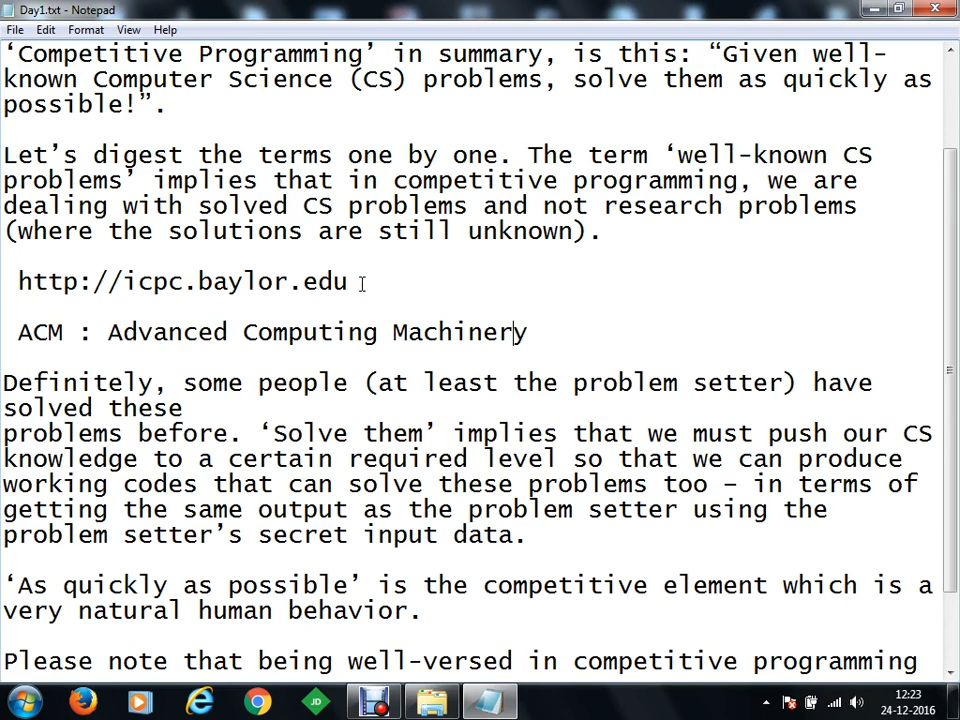 Day1.txt - Notepad
File Edit Format View Help
‘Competitive Programming’ in summary, is this: “Given well-
known Computer Science (CS) problems, solve them as quickly as
possible!”.
Let’s digest the terms one by one. The term ‘well-known CS
problems’ implies that in competitive programming, we are
dealing with solved CS problems and not research problems
(where the solutions are still unknown).
http://icpc.baylor.edu
ACM : Advanced Computing Machinery
Definitely, some people (at least the problem setter) have
solved these
problems before. ‘Solve them’ implies that we must push our CS
knowledge to a certain required level so that we can produce
working codes that can solve these problems too – in terms of
getting the same output as the problem setter using the
problem setter’s secret input data.
‘As quickly as possible’ is the competitive element which is a
very natural human behavior.
Please note that being well-versed in competitive programming
JD
12:23
24-12-2016